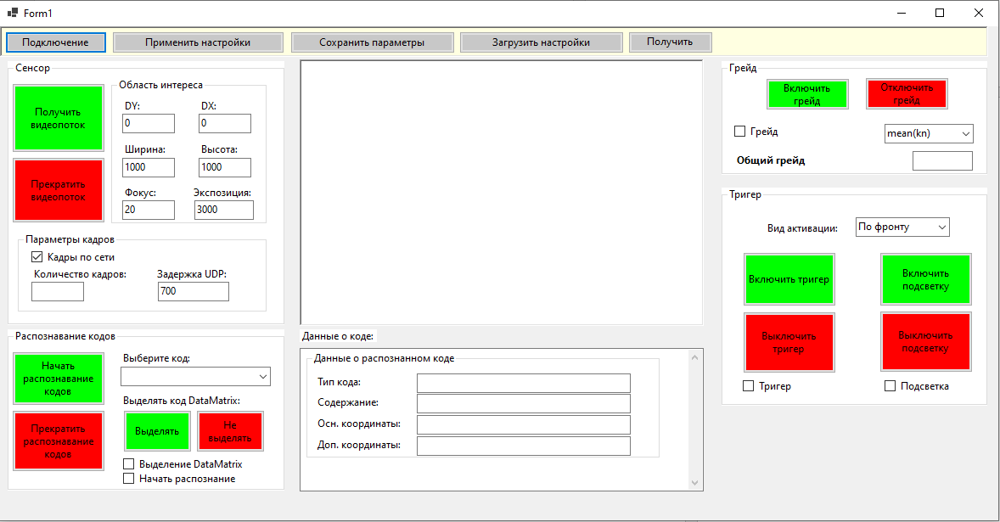 Form1
Подключение
Применить настройки
Сохранить параметры
Загрузить настройки
Получить
Сенсор
Получить
видеопоток
Прекратить
видеопоток
Область интереса
DY:
DX:
0
0
Ширина:
Высота:
1000
1000
Фокус:
Экспозиция:
20
3000
Параметры кадров
Кадры по сети
Количество кадров:
Задержка UDP:
700
Распознавание кодов
Начать
распознавание
кодов
Прекратить
распознавание
кодов
Выберите код:
Выделять код DataMatrix:
Выделять
Не
выделять
Выделение DataMatrix
Начать распознание
Данные о коде:
Данные о распознанном коде
Тип кода:
Содержание:
Осн. координаты:
Доп. координаты:
Грейд
Включить
грейд
Отключить
грейд
Грейд
mean(kn)
Общий грейд
Тригер
Вид активации:
По фронту
Включить тригер
Включить
подсветку
Выключить
тригер
Выключить
подсветку
Тригер
Подсветка